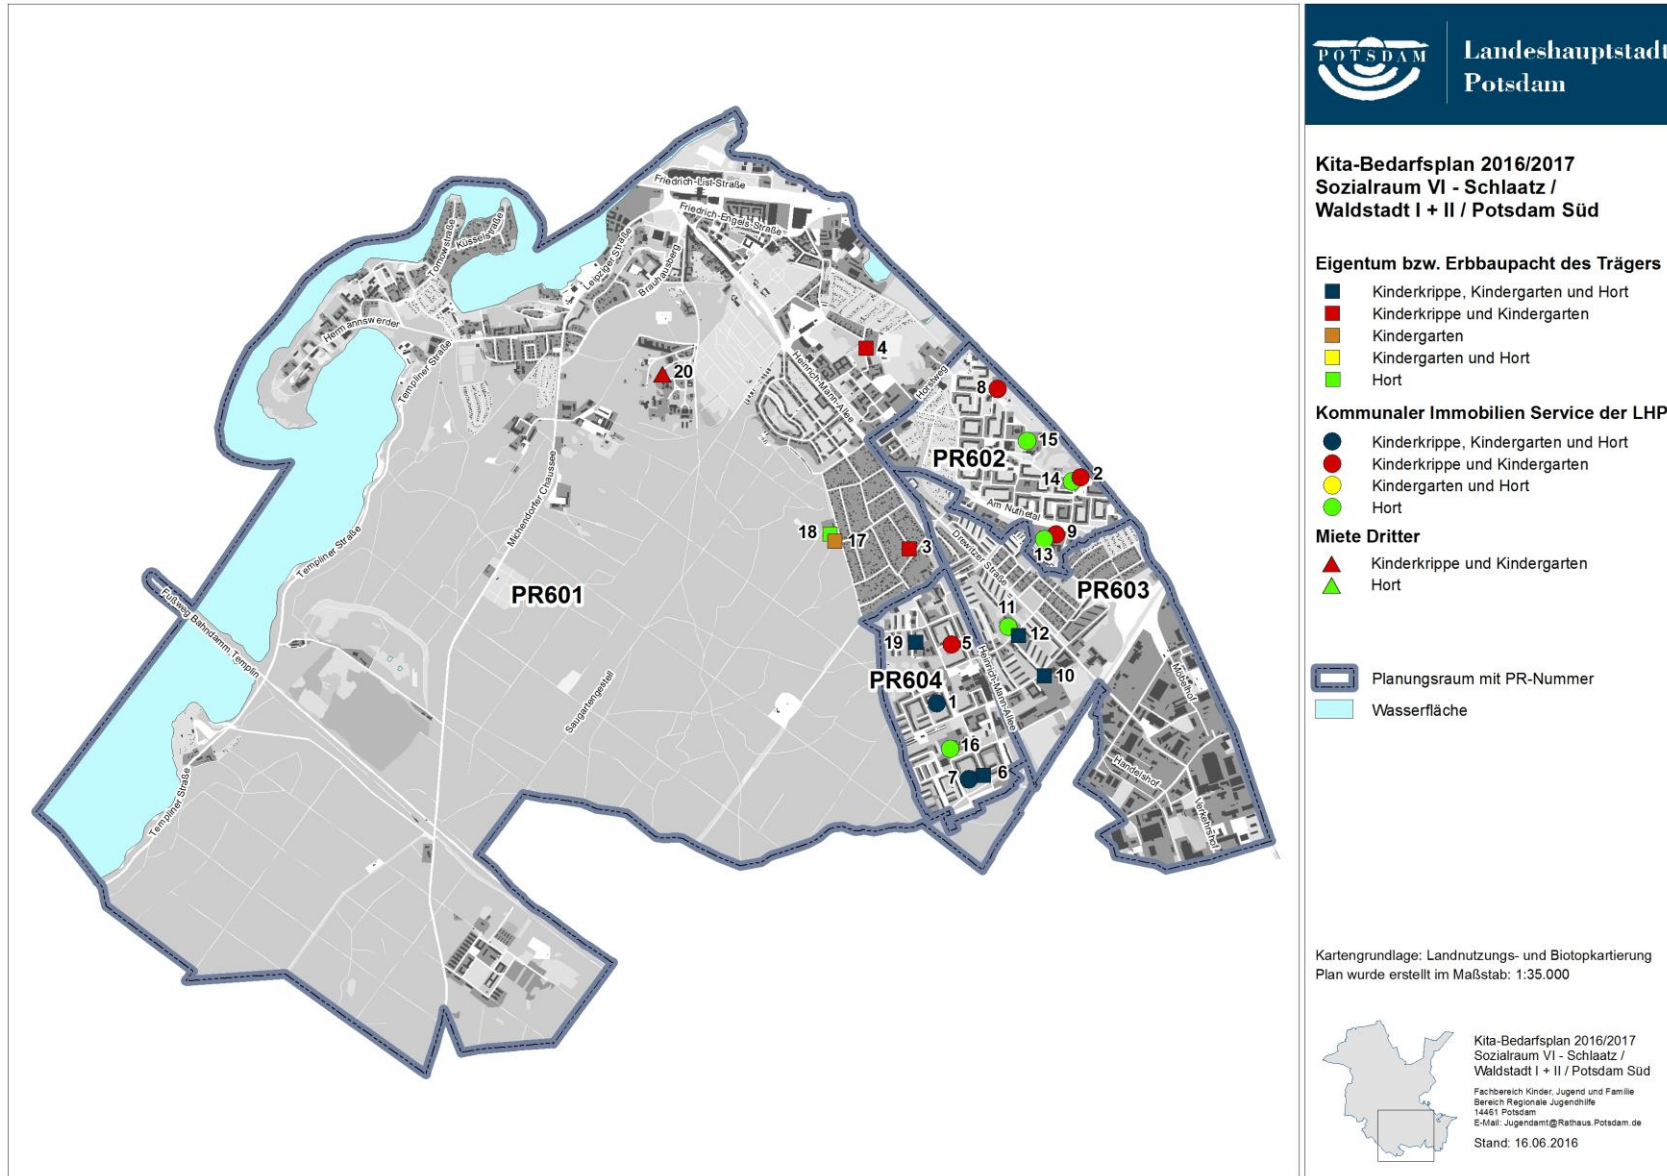 POTSDAM
Landeshauptstadt
Potsdam
Kita-Bedarfsplan 2016/2017
Sozialraum VI - Schlaatz /
Waldstadt I + II / Potsdam Süd
Eigentum bzw. Erbbaupacht des Trägers
Kinderkrippe, Kindergarten und Hort
Kinderkrippe und Kindergarten
Kindergarten
Kindergarten und Hort
Hort
Kommunaler Immobilien Service der LHP
Kinderkrippe, Kindergarten und Hort
Kinderkrippe und Kindergarten
Kindergarten und Hort
Hort
Miete Dritter
Kinderkrippe und Kindergarten
Hort
Planungsraum mit PR-Nummer
Wasserfläche
Kartengrundlage: Landnutzungs- und Biotopkartierung
Plan wurde erstellt im Maßstab: 1:35.000
Kita-Bedarfsplan 2016/2017
Sozialraum VI - Schlaatz /
Waldstadt I + II / Potsdam Süd
Fachbereich Kinder, Jugend und Familie
Bereich Regionale Jugendhilfe
14461 Potsdam
E-Mail: Jugendamt@Rathaus.Potsdam.de
Stand: 16.06.2016
Friedrich-List-Straße
Friedrich-Engels-Straße
Küsselstraße
Tornowstraße
Leipziger Straße
Brauhausberg
Hermannswerder
Templiner Straße
Heinrich-Mann-Allee
Horstweg
4
20
8
15
PR602
14
2
Am Nuthetal
9
13
18
17
3
Drewitzer Straße
Michendorfer Chaussee
Templiner Straße
PR601
PR603
Fußweg Bahndamm Templin
11
12
19
5
10
Heinrich-Mann-Allee
PR604
1
Saugartengestell
16
7
6
Möbelhof
Handelshof
Verkehrshof
Templiner Straße